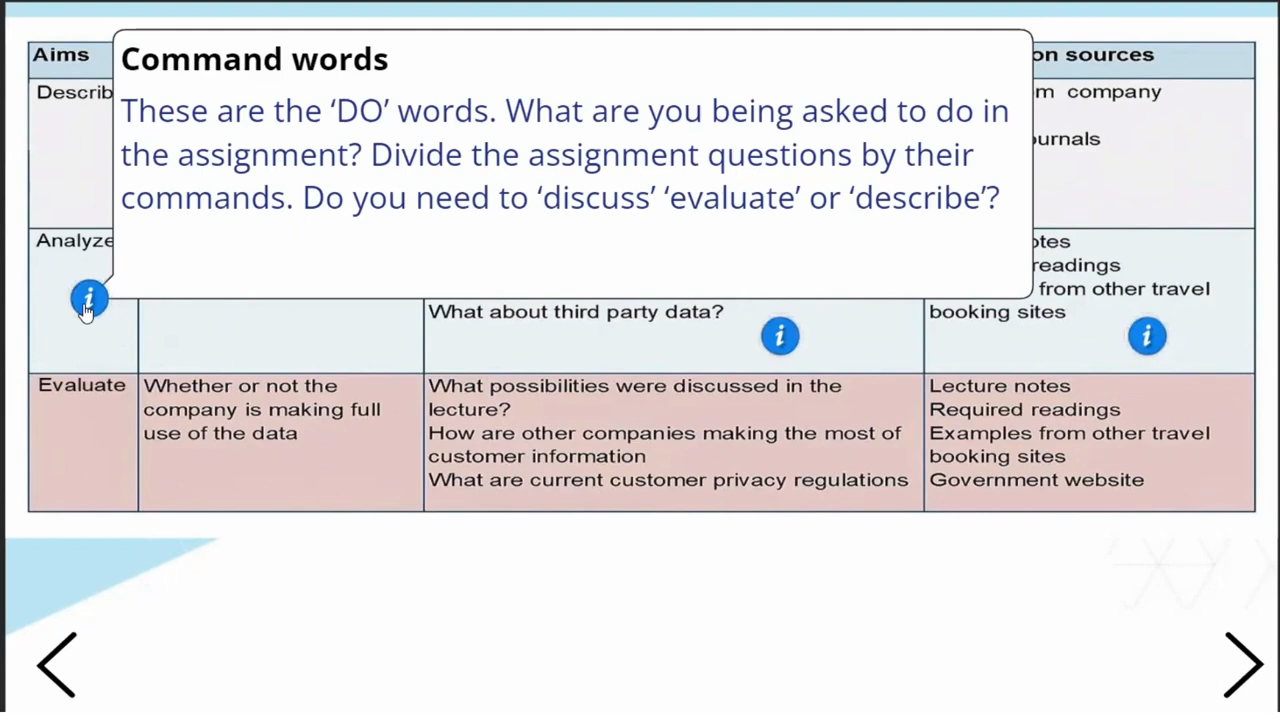 Aims
Command words
on sources
These are the ‘DO’ words. What are you being asked to do in
the assignment? Divide the assignment questions by their
commands. Do you need to ‘discuss’ ‘evaluate’ or ‘describe’?
Describ
m company
urnals
Analyze
otes
readings
from other travel
booking sites
What about third party data?
i
i
i
Evaluate
Whether or not the
company is making full
use of the data
What possibilities were discussed in the
lecture?
How are other companies making the most of
customer information
What are current customer privacy regulations
Lecture notes
Required readings
Examples from other travel
booking sites
Government website